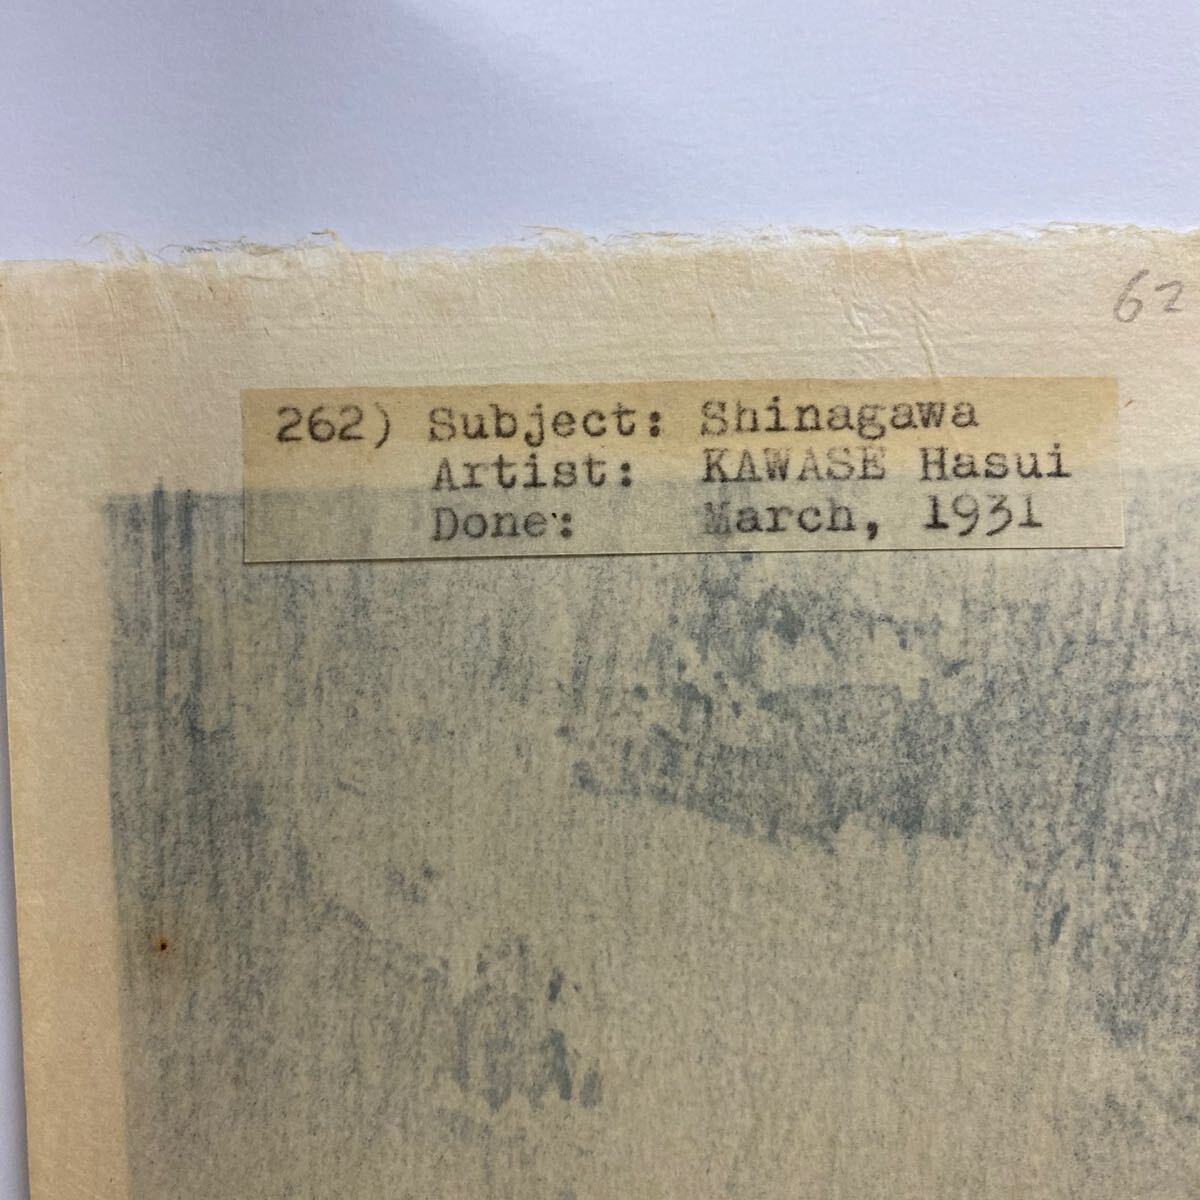 62
262) Subject: Shinagawa
Artist: KAWASE Hasui
Done: March, 1931